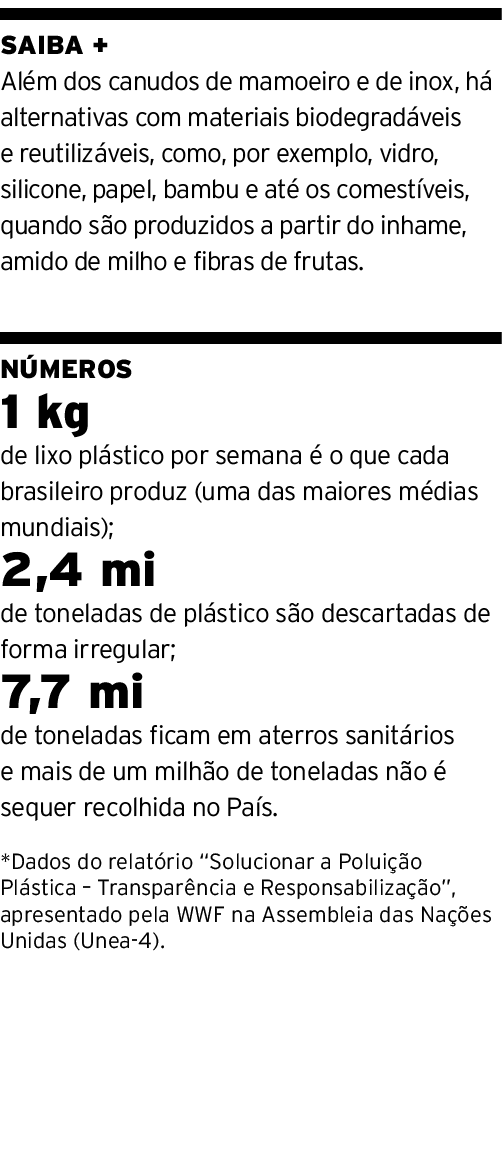 SAIBA +
Além dos canudos de mamoeiro e de inox, há
alternativas com materiais biodegradáveis
e reutilizáveis, como, por exemplo, vidro,
silicone, papel, bambu e até os comestíveis,
quando são produzidos a partir do inhame,
amido de milho e fibras de frutas.
NÚMEROS
1 kg
de lixo plástico por semana é o que cada
brasileiro produz (uma das maiores médias
mundiais);
2,4 mi
de toneladas de plástico são descartadas de
forma irregular;
7,7 mi
de toneladas ficam em aterros sanitários
e mais de um milhão de toneladas não é
sequer recolhida no País.
*Dados do relatório “Solucionar a Poluição
Plástica – Transparência e Responsabilização”,
apresentado pela WWF na Assembleia das Nações
Unidas (Unea-4).